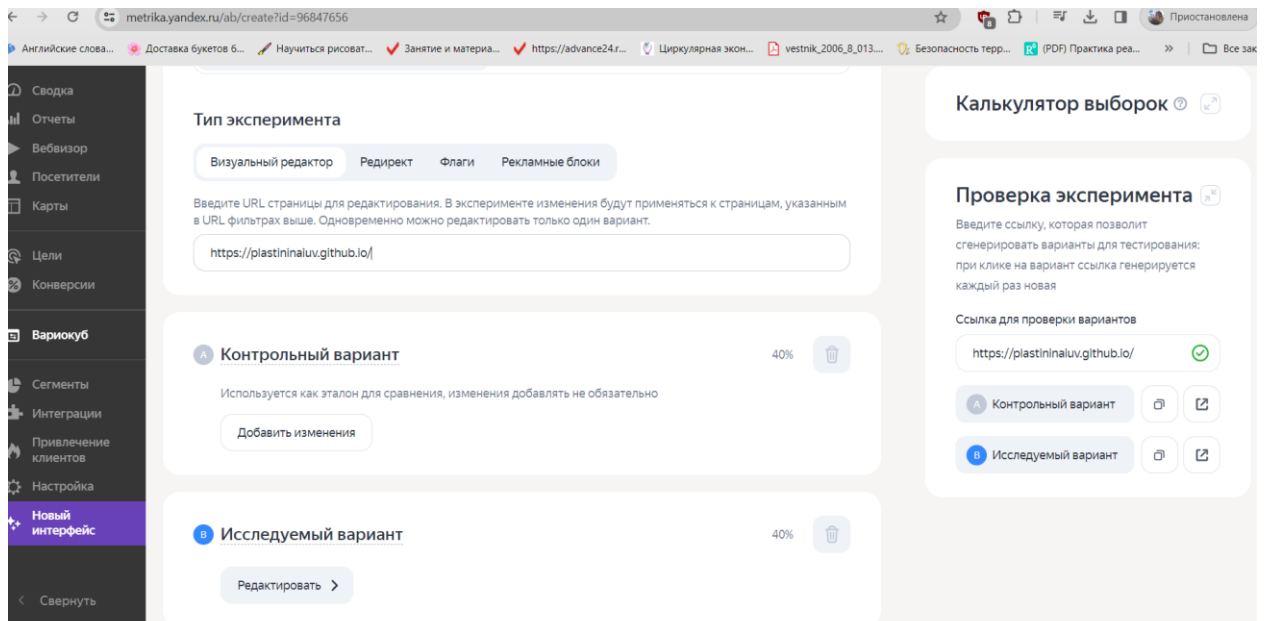 metrika.yandex.ru/ab/create?id=96847656
Приостановлена
Английские слова...
Доставка букетов б...
Научиться рисоват...
Занятие и материа...
https://advance24.r...
Циркулярная экон...
vestnik_2006_8_013....
Безопасность терр...
(PDF) Практика реа...
»
Все зак
Сводка
Отчеты
Вебвизор
Посетители
Карты
Цели
Конверсии
Вариокуб
Сегменты
Интеграции
Привлечение
клиентов
Настройка
Новый
интерфейс
Свернуть
Тип эксперимента
Визуальный редактор Редирект Флаги Рекламные блоки
Введите URL страницы для редактирования. В эксперименте изменения будут применяться к страницам, указанным
в URL фильтрах выше. Одновременно можно редактировать только один вариант.
https://plastininaiuv.github.io/
A Контрольный вариант 40%
Используется как эталон для сравнения, изменения добавлять не обязательно
Добавить изменения
B Исследуемый вариант 40%
Редактировать
Калькулятор выборок ?
Проверка эксперимента
Введите ссылку, которая позволит
сгенерировать варианты для тестирования:
при клике на вариант ссылка генерируется
каждый раз новая
Ссылка для проверки вариантов
https://plastininaiuv.github.io/
A Контрольный вариант
B Исследуемый вариант